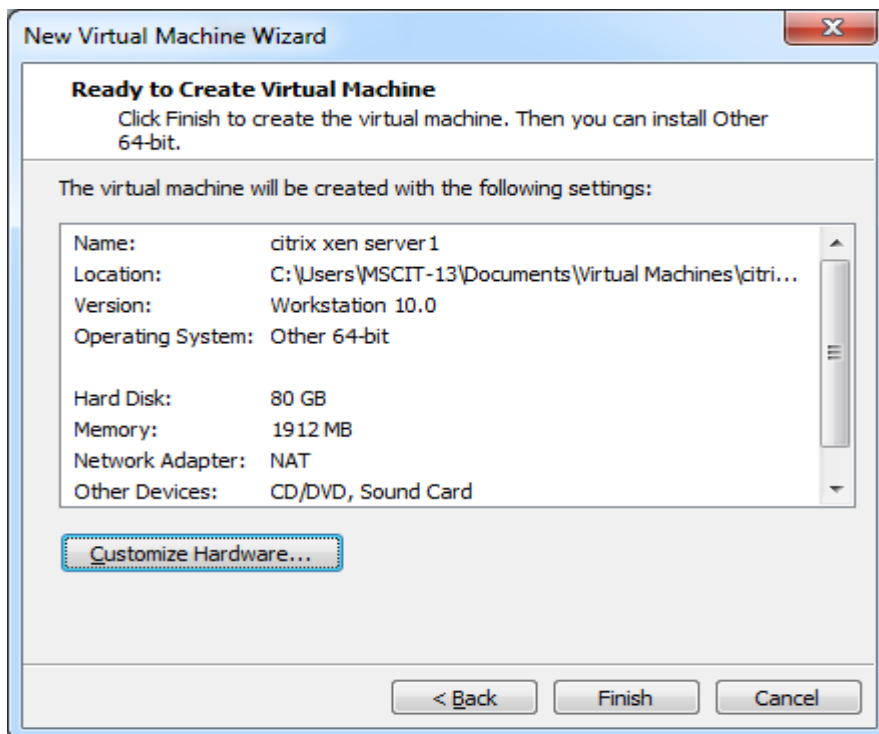 New Virtual Machine Wizard
Ready to Create Virtual Machine
Click Finish to create the virtual machine. Then you can install Other
64-bit.
The virtual machine will be created with the following settings:
Name: citrix xen server1
Location: C:\Users\MSCIT-13\Documents\Virtual Machines\citri...
Version: Workstation 10.0
Operating System: Other 64-bit
Hard Disk: 80 GB
Memory: 1912 MB
Network Adapter: NAT
Other Devices: CD/DVD, Sound Card
Customize Hardware...
< Back Finish Cancel